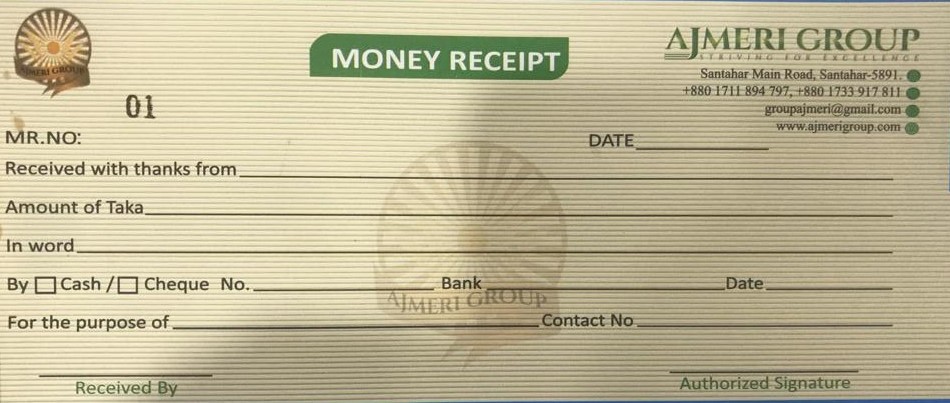 AJMERI GROUP
MONEY RECEIPT
AJMERI GROUP
STRIVING FOR EXCELLENCE
Santahar Main Road, Santahar-5891.
+880 1711 894 797, +880 1733 917 811
groupajmeri@gmail.com
www.ajmerigroup.com
01
MR.NO:
DATE
Received with thanks from
Amount of Taka
In word
By Cash / Cheque No. Bank Date
AJMERI GROUP
For the purpose of Contact No
Received By
Authorized Signature